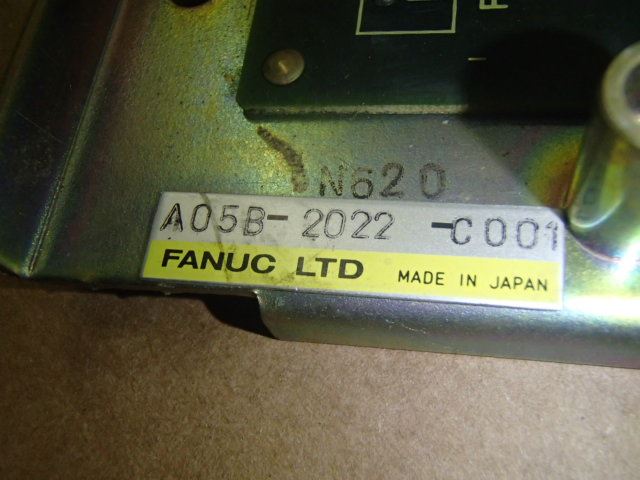 N620
A05B-2022-C001
FANUC LTD MADE IN JAPAN